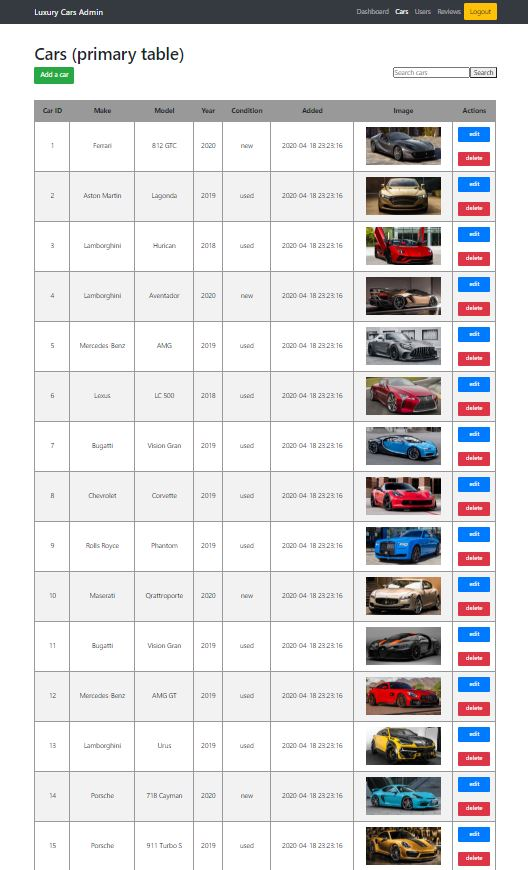 Luxury Cars Admin Dashboard Cars Users Reviews Logout
Cars (primary table)
Add a car Search cars Search
Car ID Make Model Year Condition Added Image Actions
1 Ferrari 812 GTC 2020 new 2020-04-18 23:23:16 edit
delete
2 Aston Martin Lagonda 2019 used 2020-04-18 23:23:16 edit
delete
3 Lamborghini Hurican 2018 used 2020-04-18 23:23:16 edit
delete
4 Lamborghini Aventador 2020 new 2020-04-18 23:23:16 edit
delete
5 Mercedes-Benz AMG 2019 used 2020-04-18 23:23:16 edit
delete
6 Lexus LC 500 2018 used 2020-04-18 23:23:16 edit
delete
7 Bugatti Vision Gran 2019 used 2020-04-18 23:23:16 edit
delete
8 Chevrolet Corvette 2019 used 2020-04-18 23:23:16 edit
delete
9 Rolls Royce Phantom 2019 used 2020-04-18 23:23:16 edit
delete
10 Maserati Qrattroporte 2020 new 2020-04-18 23:23:16 edit
delete
11 Bugatti Vision Gran 2019 used 2020-04-18 23:23:16 edit
delete
12 Mercedes-Benz AMG GT 2019 used 2020-04-18 23:23:16 edit
delete
13 Lamborghini Urus 2019 used 2020-04-18 23:23:16 edit
delete
14 Porsche 718 Cayman 2020 new 2020-04-18 23:23:16 edit
delete
15 Porsche 911 Turbo S 2019 used 2020-04-18 23:23:16 edit
delete